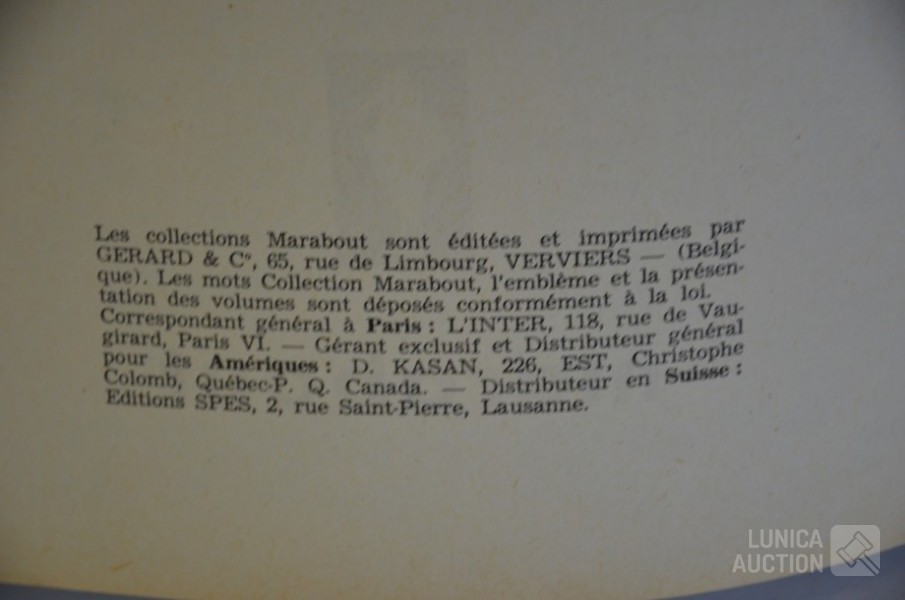 Les collections Marabout sont éditées et imprimées par
GERARD & C°, 65, rue de Limbourg, VERVIERS — (Belgi-
que). Les mots Collection Marabout, l'emblème et la présen-
tation des volumes sont déposés conformément à la loi.
Correspondant général à Paris : L'INTER, 118, rue de Vau-
girard, Paris VI. — Gérant exclusif et Distributeur général
pour les Amériques : D. KASAN, 226, EST, Christophe
Colomb, Québec-P. Q. Canada. — Distributeur en Suisse :
Editions SPES, 2, rue Saint-Pierre, Lausanne.
LUNICA
AUCTION